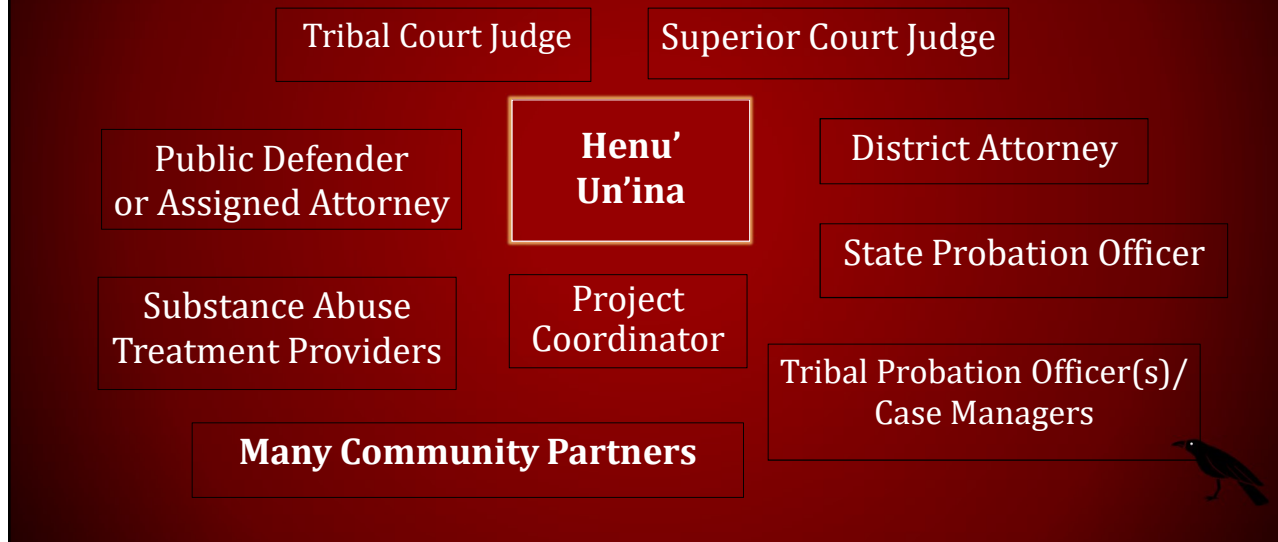 Tribal Court Judge
Superior Court Judge
Public Defender
or Assigned Attorney
Henu’
Un’ina
District Attorney
State Probation Officer
Substance Abuse
Treatment Providers
Project
Coordinator
Tribal Probation Officer(s)/
Case Managers
Many Community Partners